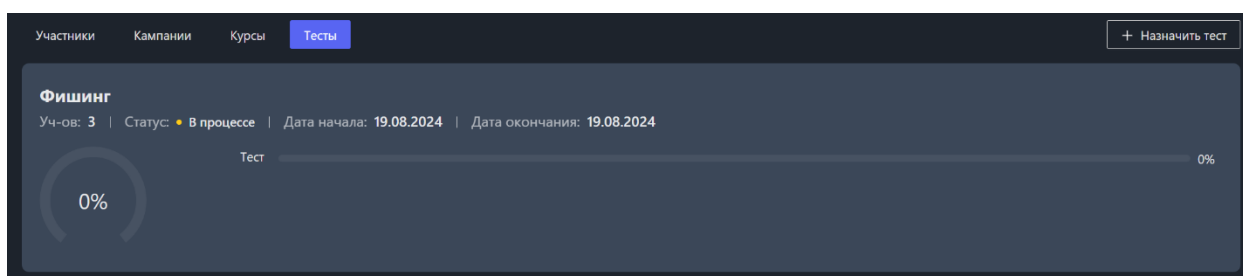 Участники Кампании Курсы Тесты + Назначить тест
Фишинг
Уч-ов: 3 | Статус: • В процессе | Дата начала: 19.08.2024 | Дата окончания: 19.08.2024
Тест 0%
0%